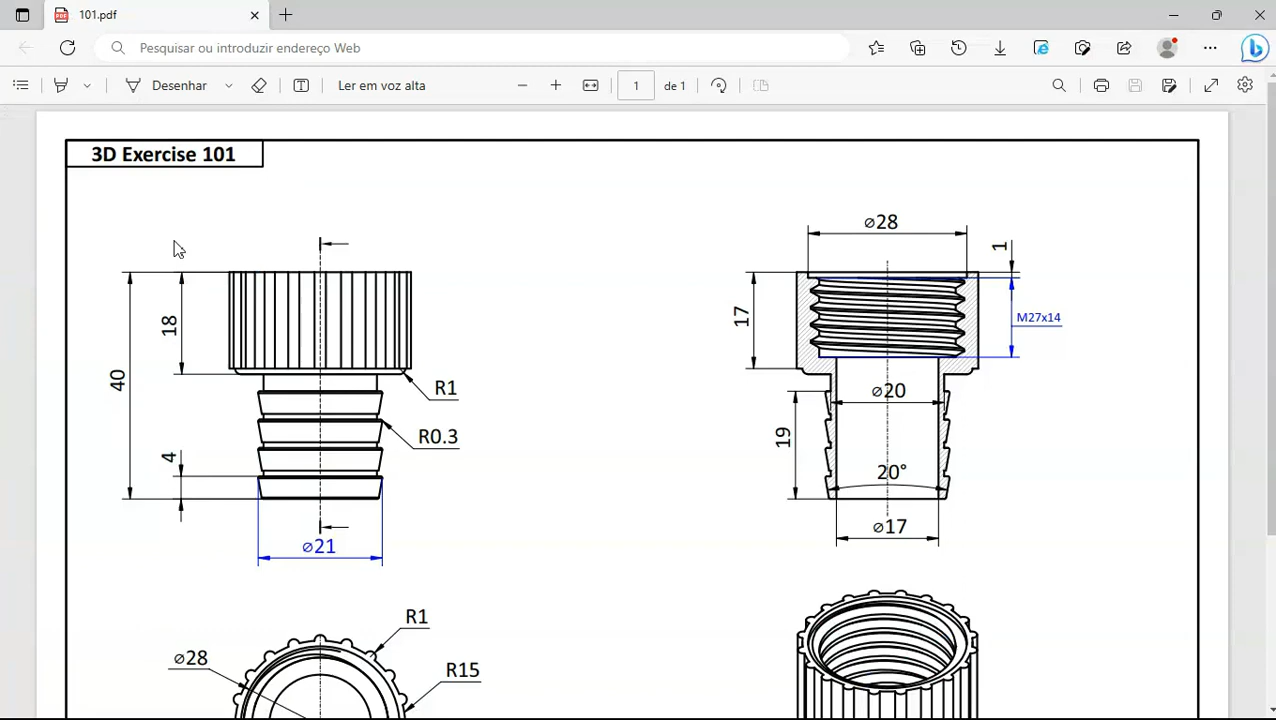 101.pdf
Pesquisar ou introduzir endereço Web
Desenhar
Ler em voz alta
1
de 1
3D Exercise 101
18
40
4
R1
R0.3
⌀21
⌀28
1
17
M27x14
⌀20
19
20°
⌀17
R1
⌀28
R15